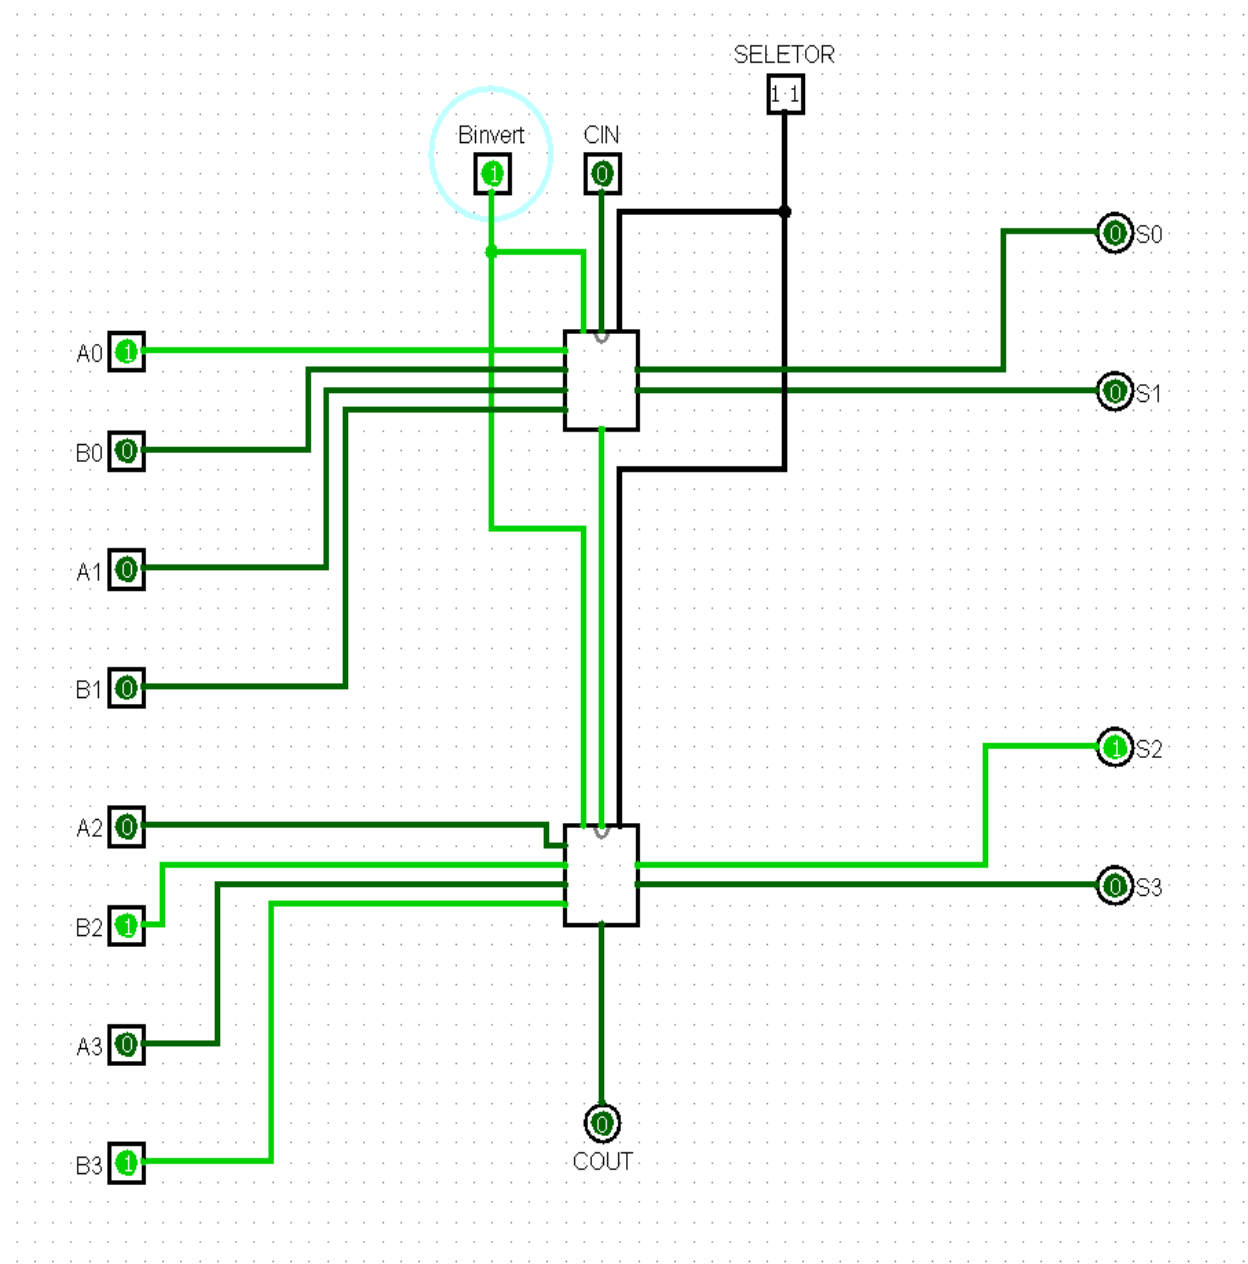 SELETOR
1 1
Binvert
CIN
1
0
0 S0
A0 1
0 S1
B0 0
A1 0
B1 0
1 S2
A2 0
0 S3
B2 1
A3 0
0
COUT
B3 1